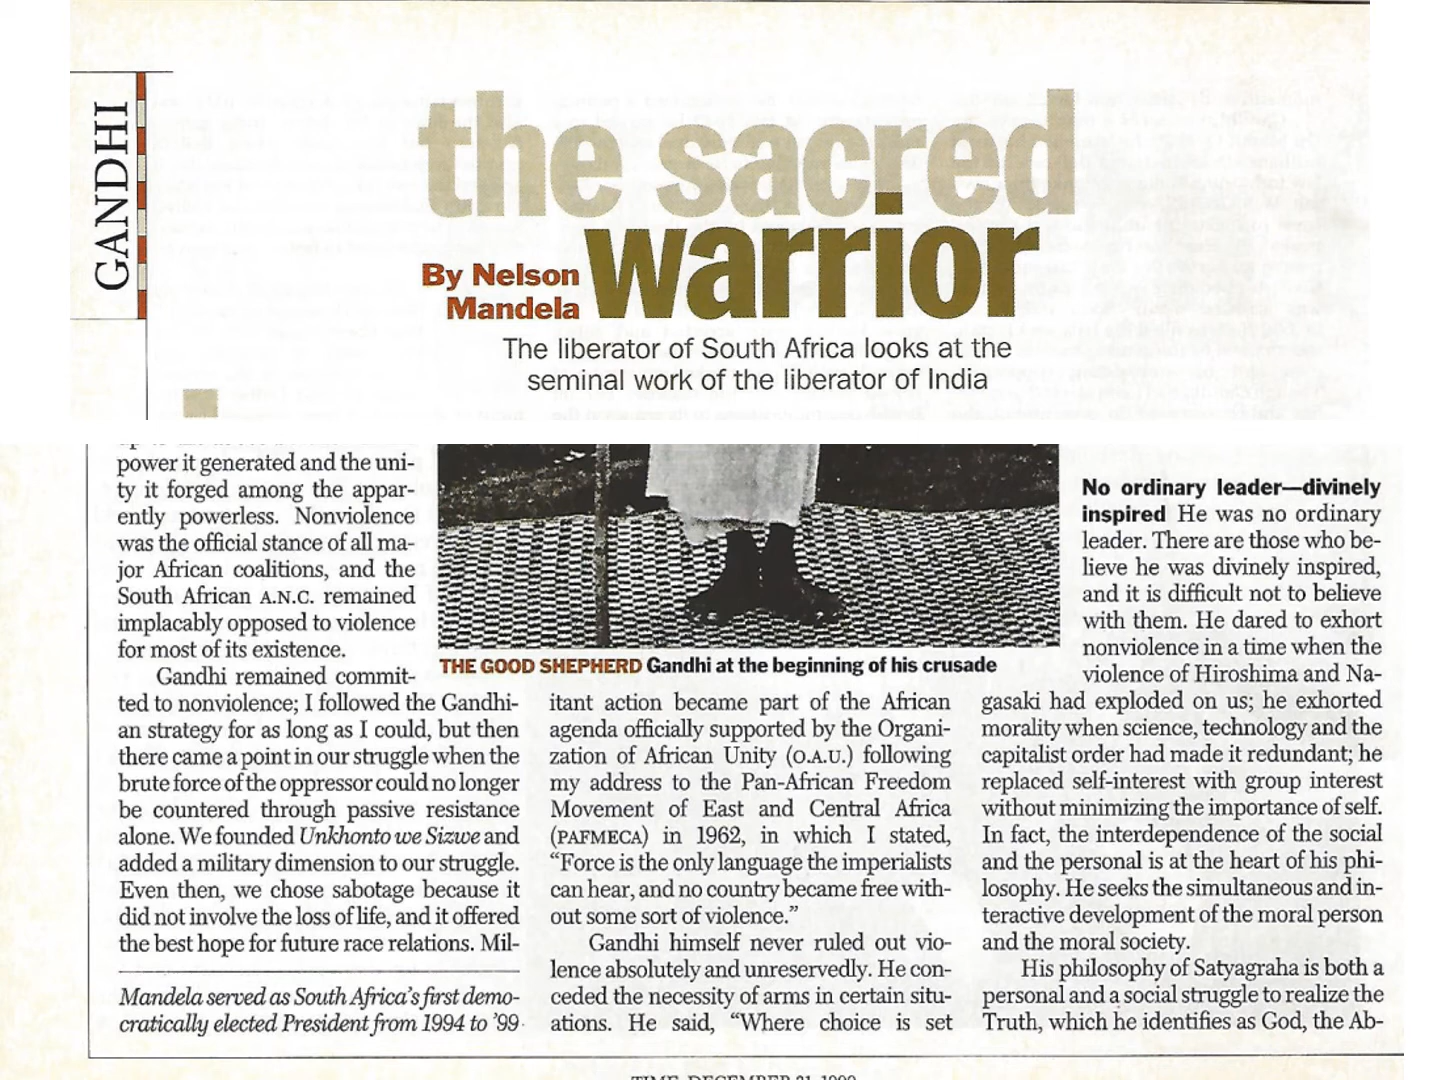 GANDHI
the sacred
warrior
By Nelson
Mandela
The liberator of South Africa looks at the
seminal work of the liberator of India
power it generated and the uni-
ty it forged among the appar-
ently powerless. Nonviolence
was the official stance of all ma-
jor African coalitions, and the
South African A.N.C. remained
implacably opposed to violence
for most of its existence.
Gandhi remained commit-
ted to nonviolence; I followed the Gandhi-
an strategy for as long as I could, but then
there came a point in our struggle when the
brute force of the oppressor could no longer
be countered through passive resistance
alone. We founded Unkhonto we Sizwe and
added a military dimension to our struggle.
Even then, we chose sabotage because it
did not involve the loss of life, and it offered
the best hope for future race relations. Mil-
Mandela served as South Africa's first demo-
cratically elected President from 1994 to '99
THE GOOD SHEPHERD Gandhi at the beginning of his crusade
itant action became part of the African
agenda officially supported by the Organi-
zation of African Unity (O.A.U.) following
my address to the Pan-African Freedom
Movement of East and Central Africa
(PAFMECA) in 1962, in which I stated,
“Force is the only language the imperialists
can hear, and no country became free with-
out some sort of violence.”
Gandhi himself never ruled out vio-
lence absolutely and unreservedly. He con-
ceded the necessity of arms in certain situ-
ations. He said, “Where choice is set
No ordinary leader—divinely
inspired He was no ordinary
leader. There are those who be-
lieve he was divinely inspired,
and it is difficult not to believe
with them. He dared to exhort
nonviolence in a time when the
violence of Hiroshima and Na-
gasaki had exploded on us; he exhorted
morality when science, technology and the
capitalist order had made it redundant; he
replaced self-interest with group interest
without minimizing the importance of self.
In fact, the interdependence of the social
and the personal is at the heart of his phi-
losophy. He seeks the simultaneous and in-
teractive development of the moral person
and the moral society.
His philosophy of Satyagraha is both a
personal and a social struggle to realize the
Truth, which he identifies as God, the Ab-
TIME, DECEMBER 31, 1999